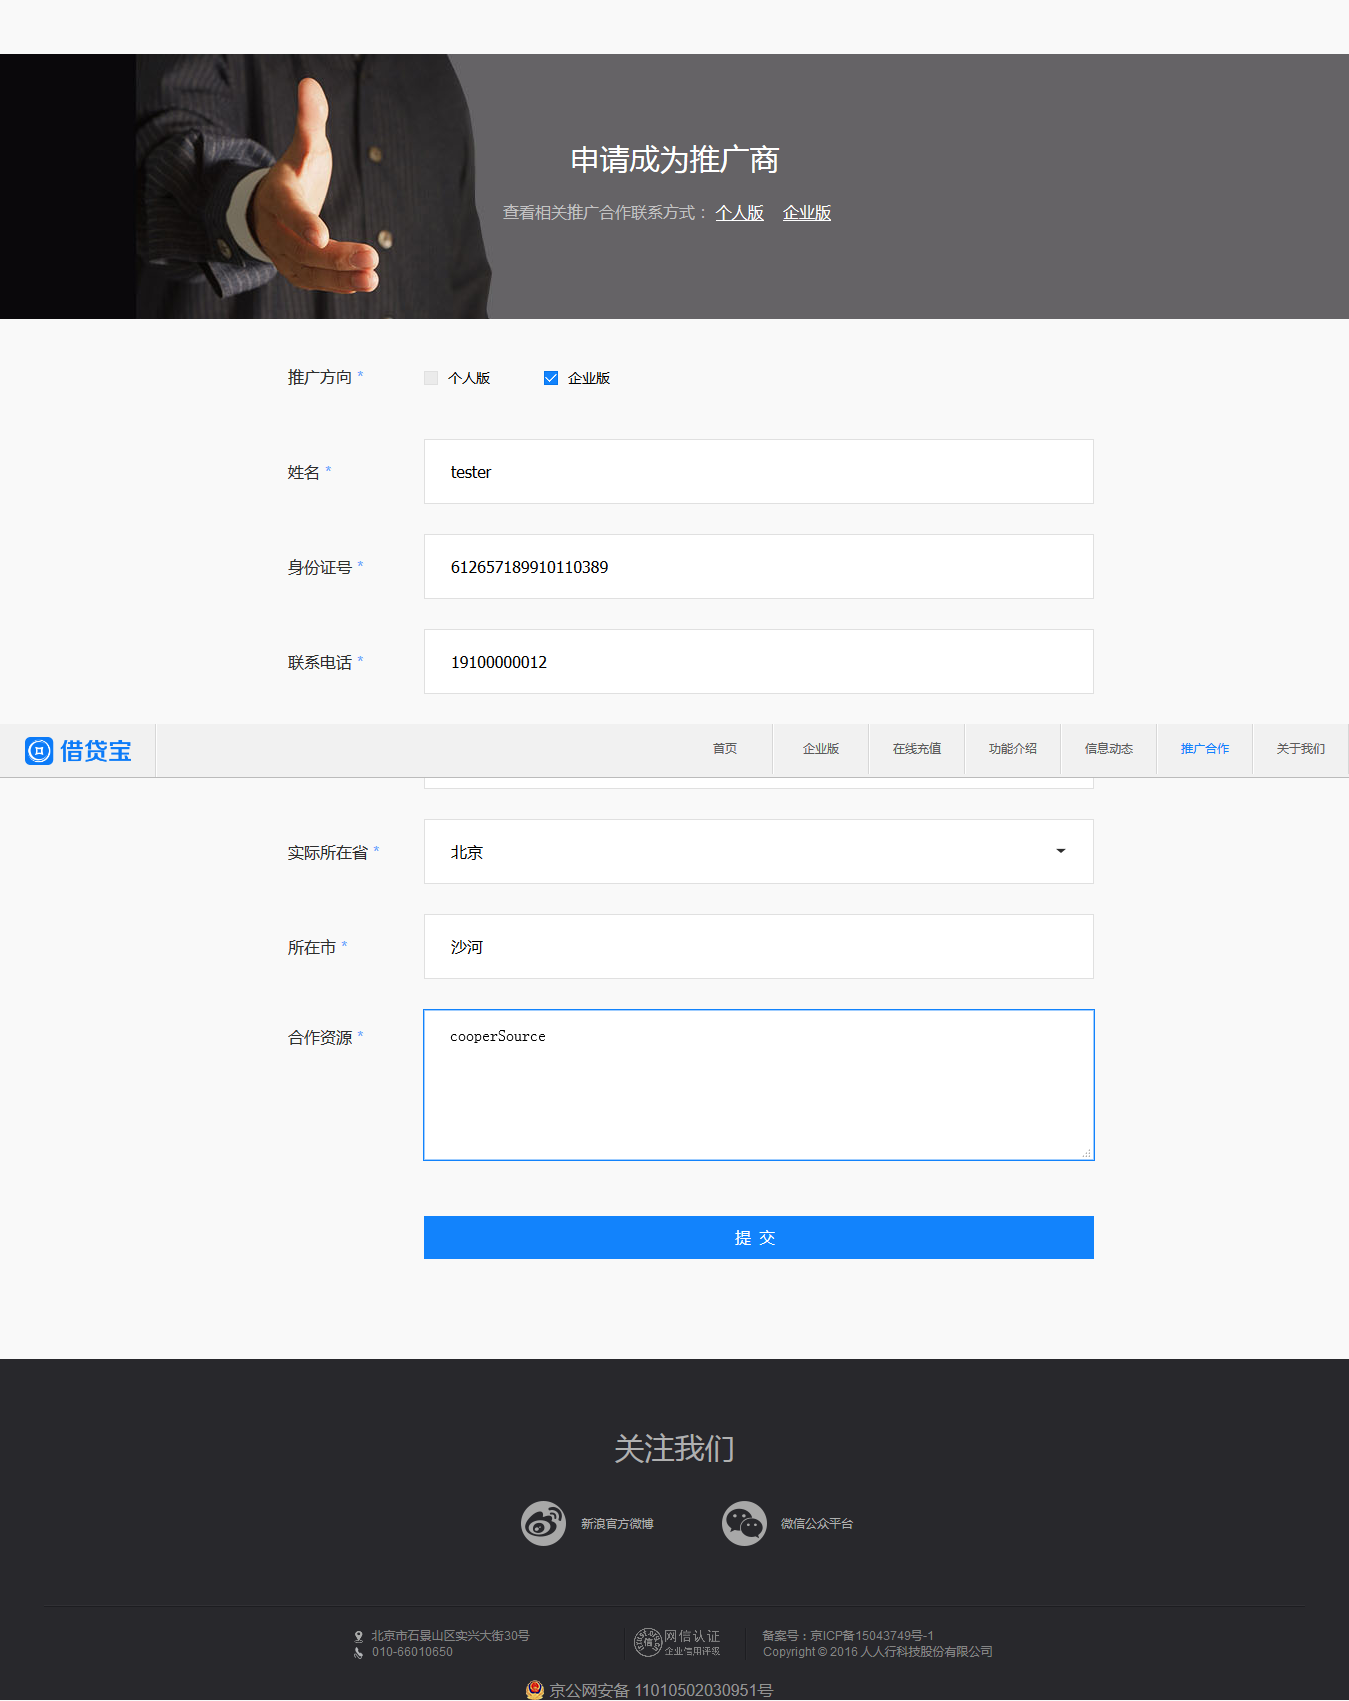 申请成为推广商
查看相关推广合作联系方式： 个人版 企业版
推广方向 * 个人版 企业版
姓名 * tester
身份证号 * 612657189910110389
联系电话 * 19100000012
借贷宝 首页 企业版 在线充值 功能介绍 信息动态 推广合作 关于我们
实际所在省 * 北京
所在市 * 沙河
合作资源 * cooperSource
提 交
关注我们
新浪官方微博 微信公众平台
北京市石景山区实兴大街30号
010-66010650
网信认证
企业信用评级
备案号：京ICP备15043749号-1
Copyright © 2016 人人行科技股份有限公司
京公网安备 11010502030951号